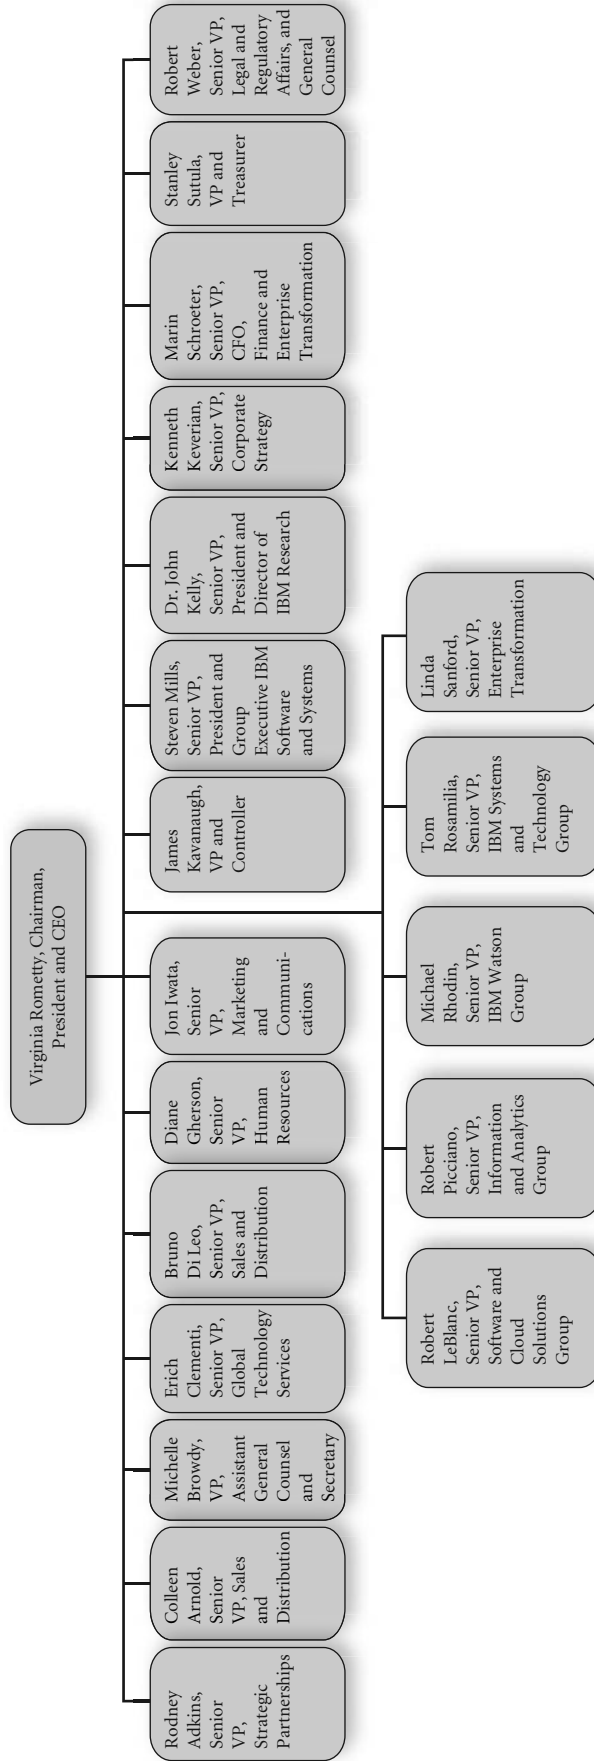 Virginia Rometty, Chairman,
President and CEO
Rodney
Adkins,
Senior
VP,
Strategic
Partnerships
Colleen
Arnold,
Senior
VP, Sales
and
Distribution
Michelle
Browdy,
VP,
Assistant
General
Counsel
and
Secretary
Erich
Clementi,
Senior VP,
Global
Technology
Services
Bruno
Di Leo,
Senior VP,
Sales and
Distribution
Diane
Gherson,
Senior
VP,
Human
Resources
Jon Iwata,
Senior
VP,
Marketing
and
Communi-
cations
James
Kavanaugh,
VP and
Controller
Steven Mills,
Senior VP,
President and
Group
Executive IBM
Software
and Systems
Dr. John
Kelly,
Senior VP,
President and
Director of
IBM Research
Kenneth
Keverian,
Senior VP,
Corporate
Strategy
Marin
Schroeter,
Senior VP,
CFO,
Finance and
Enterprise
Transformation
Stanley
Sutula,
VP and
Treasurer
Robert
Weber,
Senior VP,
Legal and
Regulatory
Affairs, and
General
Counsel
Robert
LeBlanc,
Senior VP,
Software and
Cloud
Solutions
Group
Robert
Picciano,
Senior VP,
Information
and Analytics
Group
Michael
Rhodin,
Senior VP,
IBM Watson
Group
Tom
Rosamilia,
Senior VP,
IBM Systems
and
Technology
Group
Linda
Sanford,
Senior VP,
Enterprise
Transformation